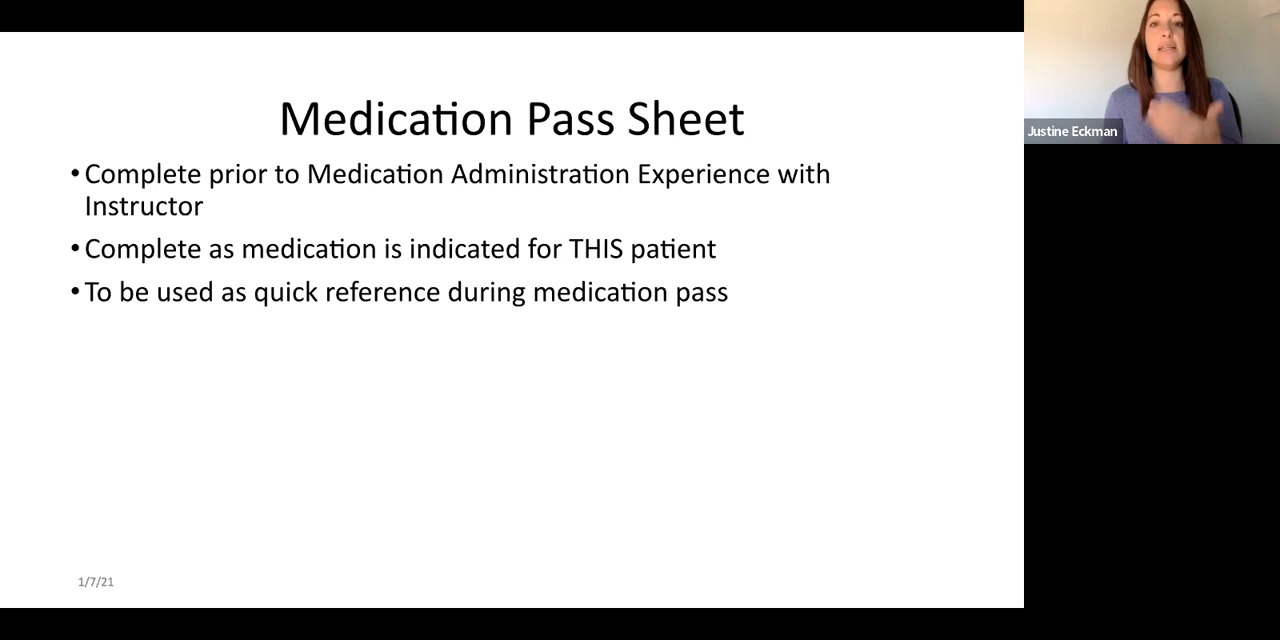 Medication Pass Sheet
• Complete prior to Medication Administration Experience with
Instructor
• Complete as medication is indicated for THIS patient
• To be used as quick reference during medication pass
1/7/21
Justine Eckman